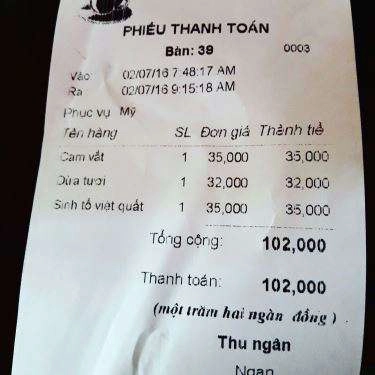 PHIẾU THANH TOÁN
Bàn: 39 0003
Vào 02/07/16 7:48:17 AM
Ra 02/07/16 9:15:18 AM
Phục vụ Mỹ
Tên hàng SL Đơn giá Thành tiề
Cam vắt 1 35,000 35,000
Dừa tươi 1 32,000 32,000
Sinh tố việt quất 1 35,000 35,000
Tổng cộng: 102,000
Thanh toán: 102,000
(một trăm hai ngàn đồng )
Thu ngân
Ngan